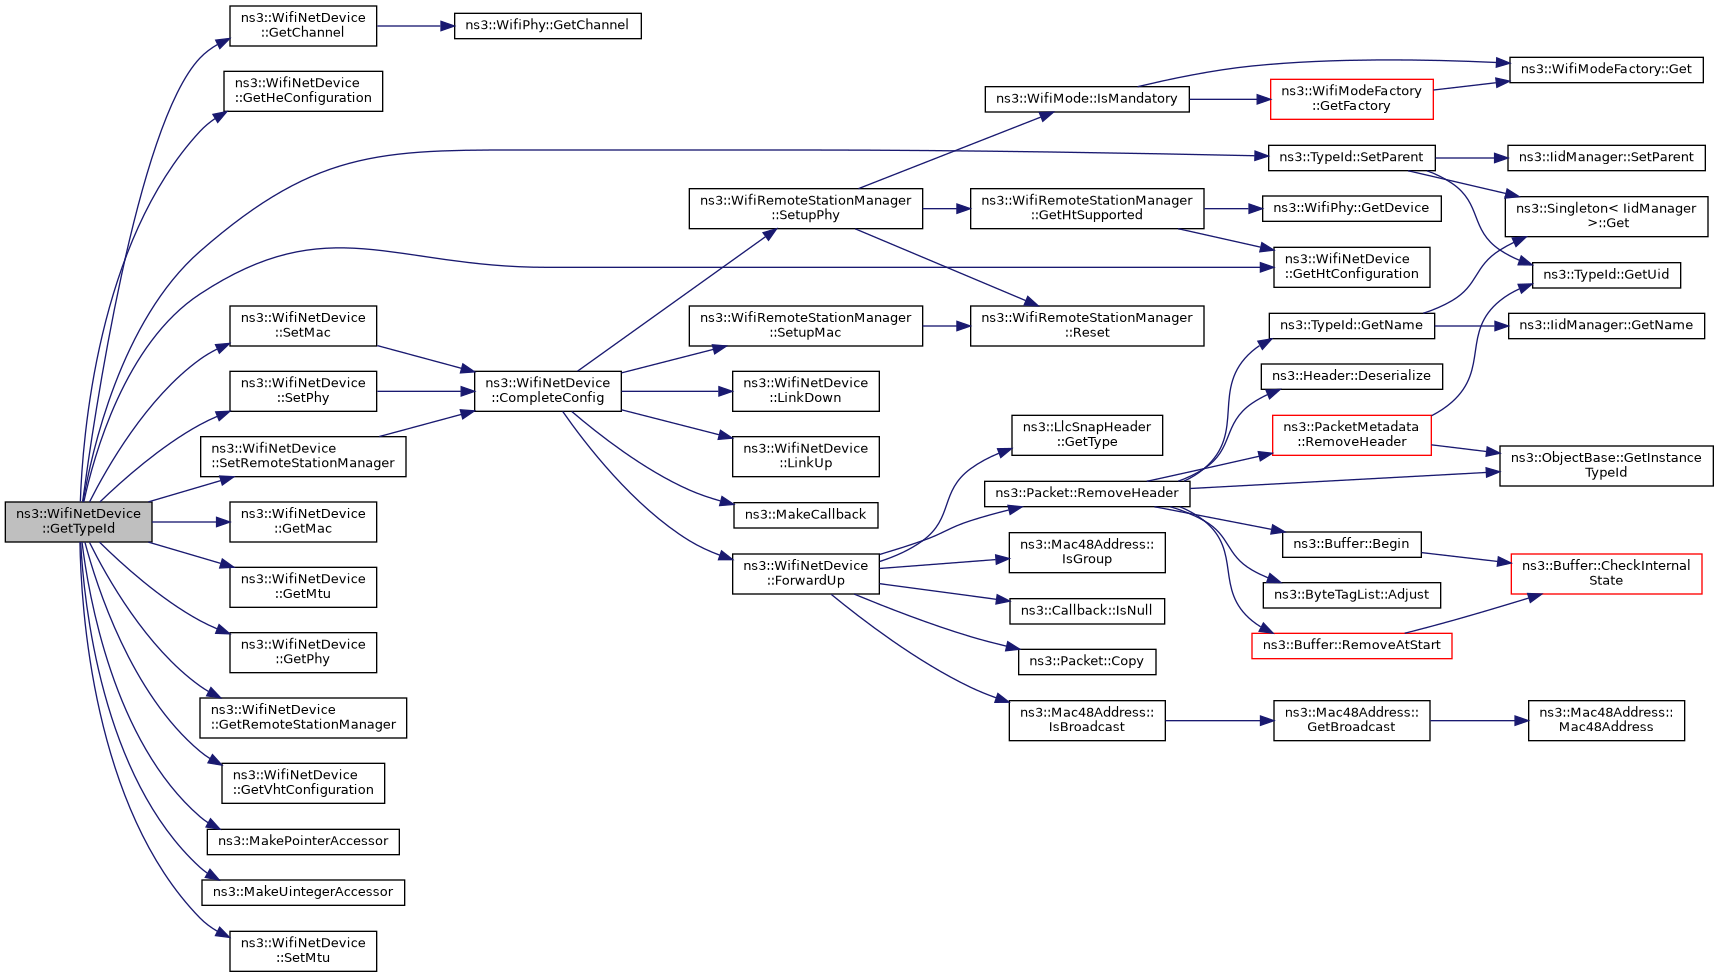 ns3::WifiNetDevice
::GetTypeId
ns3::WifiNetDevice
::GetChannel
ns3::WifiNetDevice
::GetHeConfiguration
ns3::WifiNetDevice
::SetMac
ns3::WifiNetDevice
::SetPhy
ns3::WifiNetDevice
::SetRemoteStationManager
ns3::WifiNetDevice
::GetMac
ns3::WifiNetDevice
::GetMtu
ns3::WifiNetDevice
::GetPhy
ns3::WifiNetDevice
::GetRemoteStationManager
ns3::WifiNetDevice
::GetVhtConfiguration
ns3::MakePointerAccessor
ns3::MakeUintegerAccessor
ns3::WifiNetDevice
::SetMtu
ns3::WifiPhy::GetChannel
ns3::WifiNetDevice
::CompleteConfig
ns3::WifiRemoteStationManager
::SetupPhy
ns3::WifiRemoteStationManager
::SetupMac
ns3::WifiNetDevice
::LinkDown
ns3::WifiNetDevice
::LinkUp
ns3::MakeCallback
ns3::WifiNetDevice
::ForwardUp
ns3::WifiMode::IsMandatory
ns3::WifiRemoteStationManager
::GetHtSupported
ns3::WifiRemoteStationManager
::Reset
ns3::LlcSnapHeader
::GetType
ns3::Packet::RemoveHeader
ns3::Mac48Address::
IsGroup
ns3::Callback::IsNull
ns3::Packet::Copy
ns3::Mac48Address::
IsBroadcast
ns3::WifiModeFactory
::GetFactory
ns3::TypeId::SetParent
ns3::WifiPhy::GetDevice
ns3::WifiNetDevice
::GetHtConfiguration
ns3::TypeId::GetName
ns3::Header::Deserialize
ns3::PacketMetadata
::RemoveHeader
ns3::Buffer::Begin
ns3::ByteTagList::Adjust
ns3::Buffer::RemoveAtStart
ns3::Mac48Address::
GetBroadcast
ns3::WifiModeFactory::Get
ns3::IidManager::SetParent
ns3::Singleton< IidManager
>::Get
ns3::TypeId::GetUid
ns3::IidManager::GetName
ns3::ObjectBase::GetInstance
TypeId
ns3::Buffer::CheckInternal
State
ns3::Mac48Address::
Mac48Address